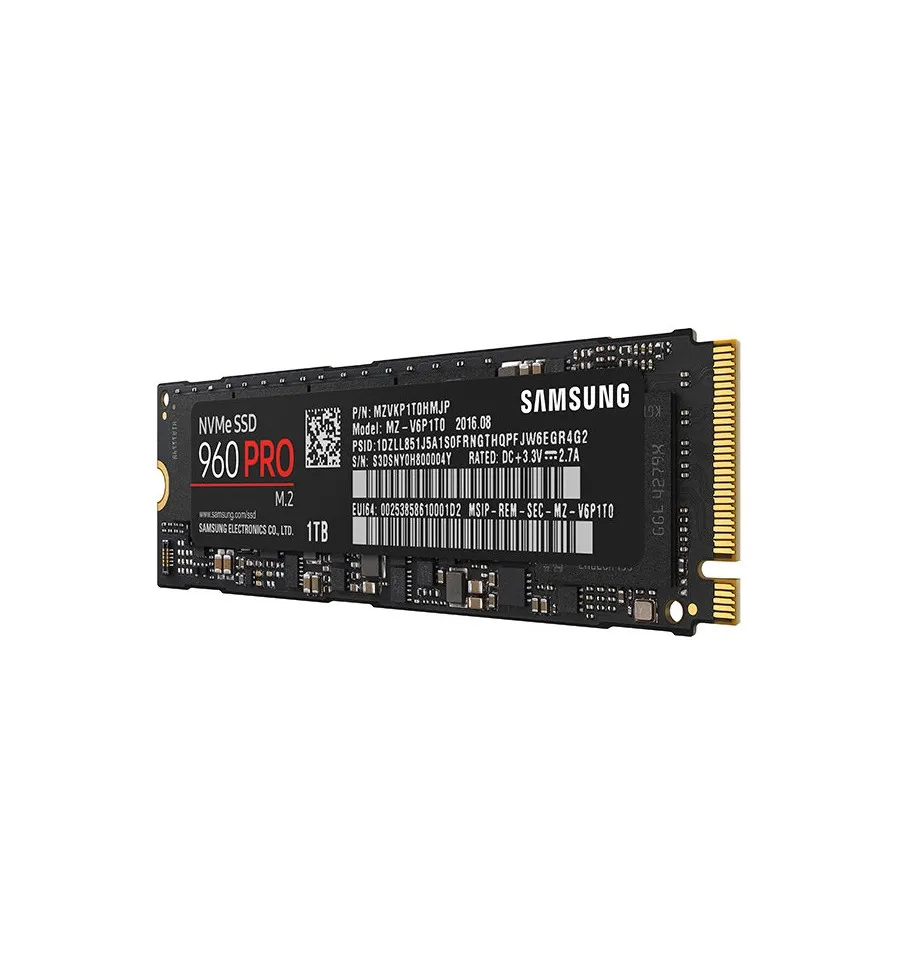 SAMSUNG
NVMe SSD
960 PRO
M.2
www.samsung.com/ssd
SAMSUNG ELECTRONICS CO., LTD.
1TB
P/N: MZVKP1T0HMJP
Model: MZ-V6P1T0 2016.08
PSID:1DZLL851J5A1S0FRNGTHQPFJW6EGR4G2
S/N: S3DSNY0H800004Y RATED: DC+3.3V⎓2.7A
EUI64: 00253858610001D2 MSIP-REM-SEC-MZ-V6P1T0